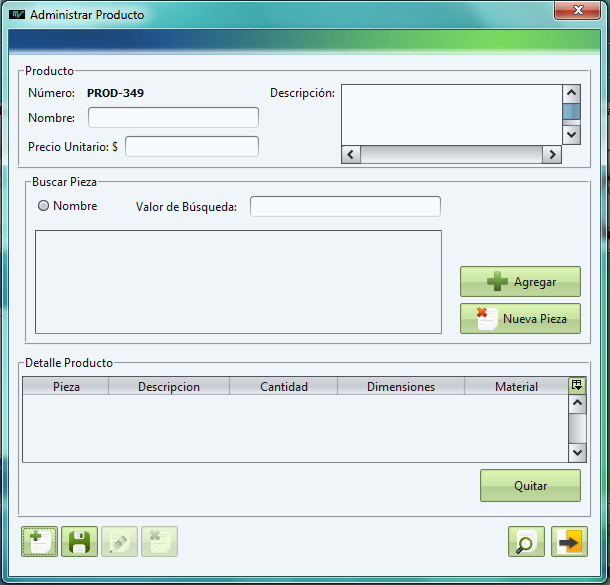 Administrar Producto
Producto
Número: PROD-349
Descripción:
Nombre:
Precio Unitario: $
Buscar Pieza
Nombre
Valor de Búsqueda:
Agregar
Nueva Pieza
Detalle Producto
Pieza Descripcion Cantidad Dimensiones Material
Quitar